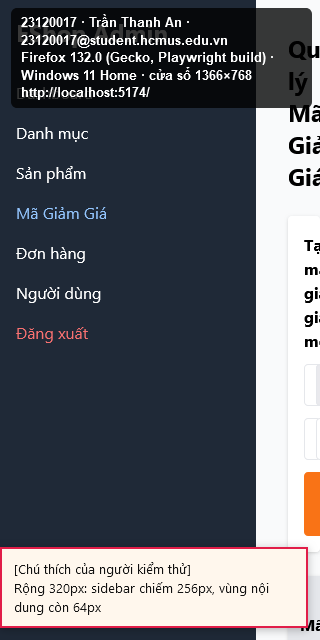 23120017 · Trần Thanh An ·
23120017@student.hcmus.edu.vn
Firefox 132.0 (Gecko, Playwright build) ·
Windows 11 Home · cửa sổ 1366×768
http://localhost:5174/
Danh mục
Sản phẩm
Mã Giảm Giá
Đơn hàng
Người dùng
Đăng xuất
Qu
lý
Mã
Giả
Giá
Tạ
mã
giả
giá
mớ
[Chú thích của người kiểm thử]
Rộng 320px: sidebar chiếm 256px, vùng nội
dung còn 64px
Mã